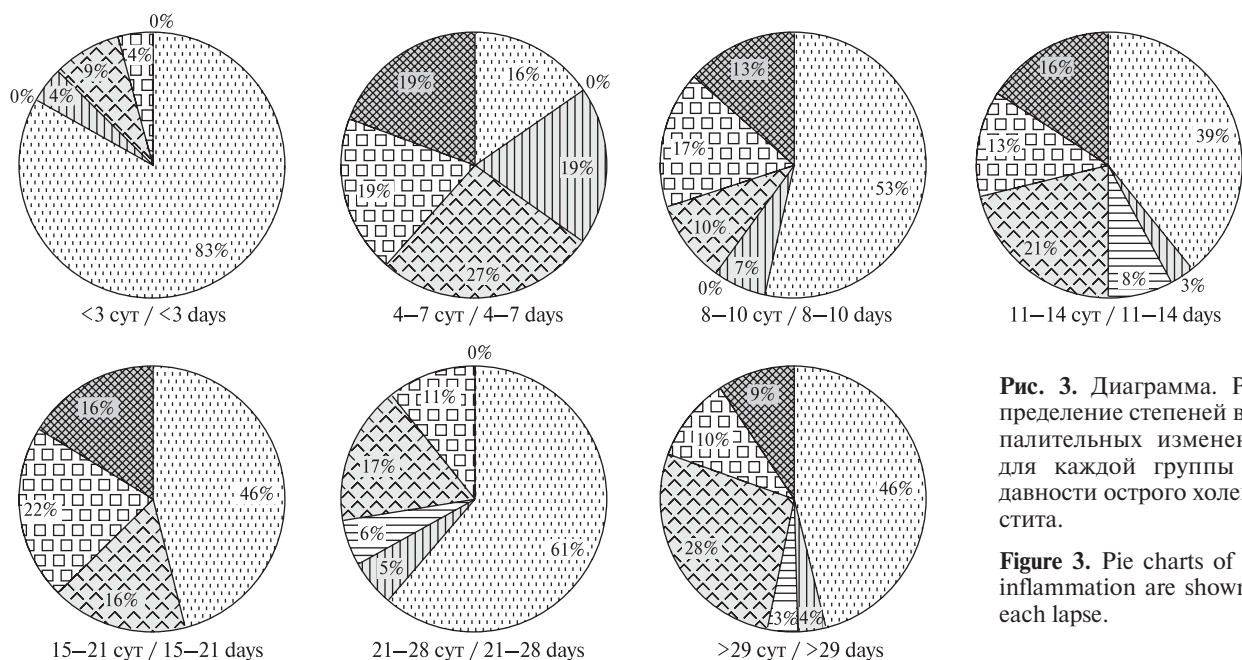 0%
4%
9%
0%
4%
83%
<3 сут / <3 days
19%
16%
0%
19%
19%
27%
4–7 сут / 4–7 days
13%
17%
53%
10%
7%
0%
8–10 сут / 8–10 days
16%
39%
13%
21%
8%
3%
11–14 сут / 11–14 days
16%
46%
22%
16%
15–21 сут / 15–21 days
0%
11%
17%
6%
61%
5%
21–28 сут / 21–28 days
9%
10%
46%
28%
3%
4%
>29 сут / >29 days
Рис. 3. Диаграмма. Р
пределение степеней в
палительных изменен
для каждой группы
давности острого холе
стита.
Figure 3. Pie charts of
inflammation are shown
each lapse.